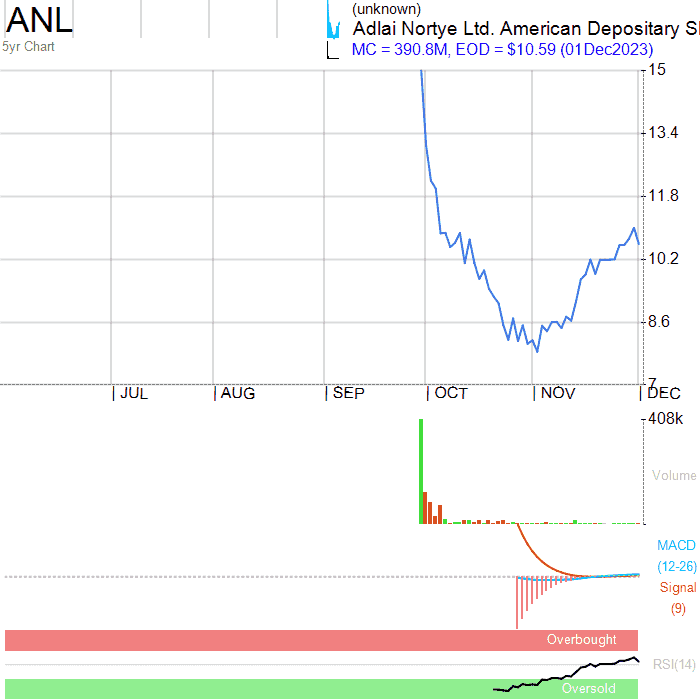 ANL
5yr Chart
(unknown)
Adlai Nortye Ltd. American Depositary
MC = 390.8M, EOD = $10.59 (01Dec2023)
15
13.4
11.8
10.2
8.6
7
JUL AUG SEP OCT NOV DEC
408k
Volume
MACD
(12-26)
Signal
(9)
Overbought
RSI(14)
Oversold